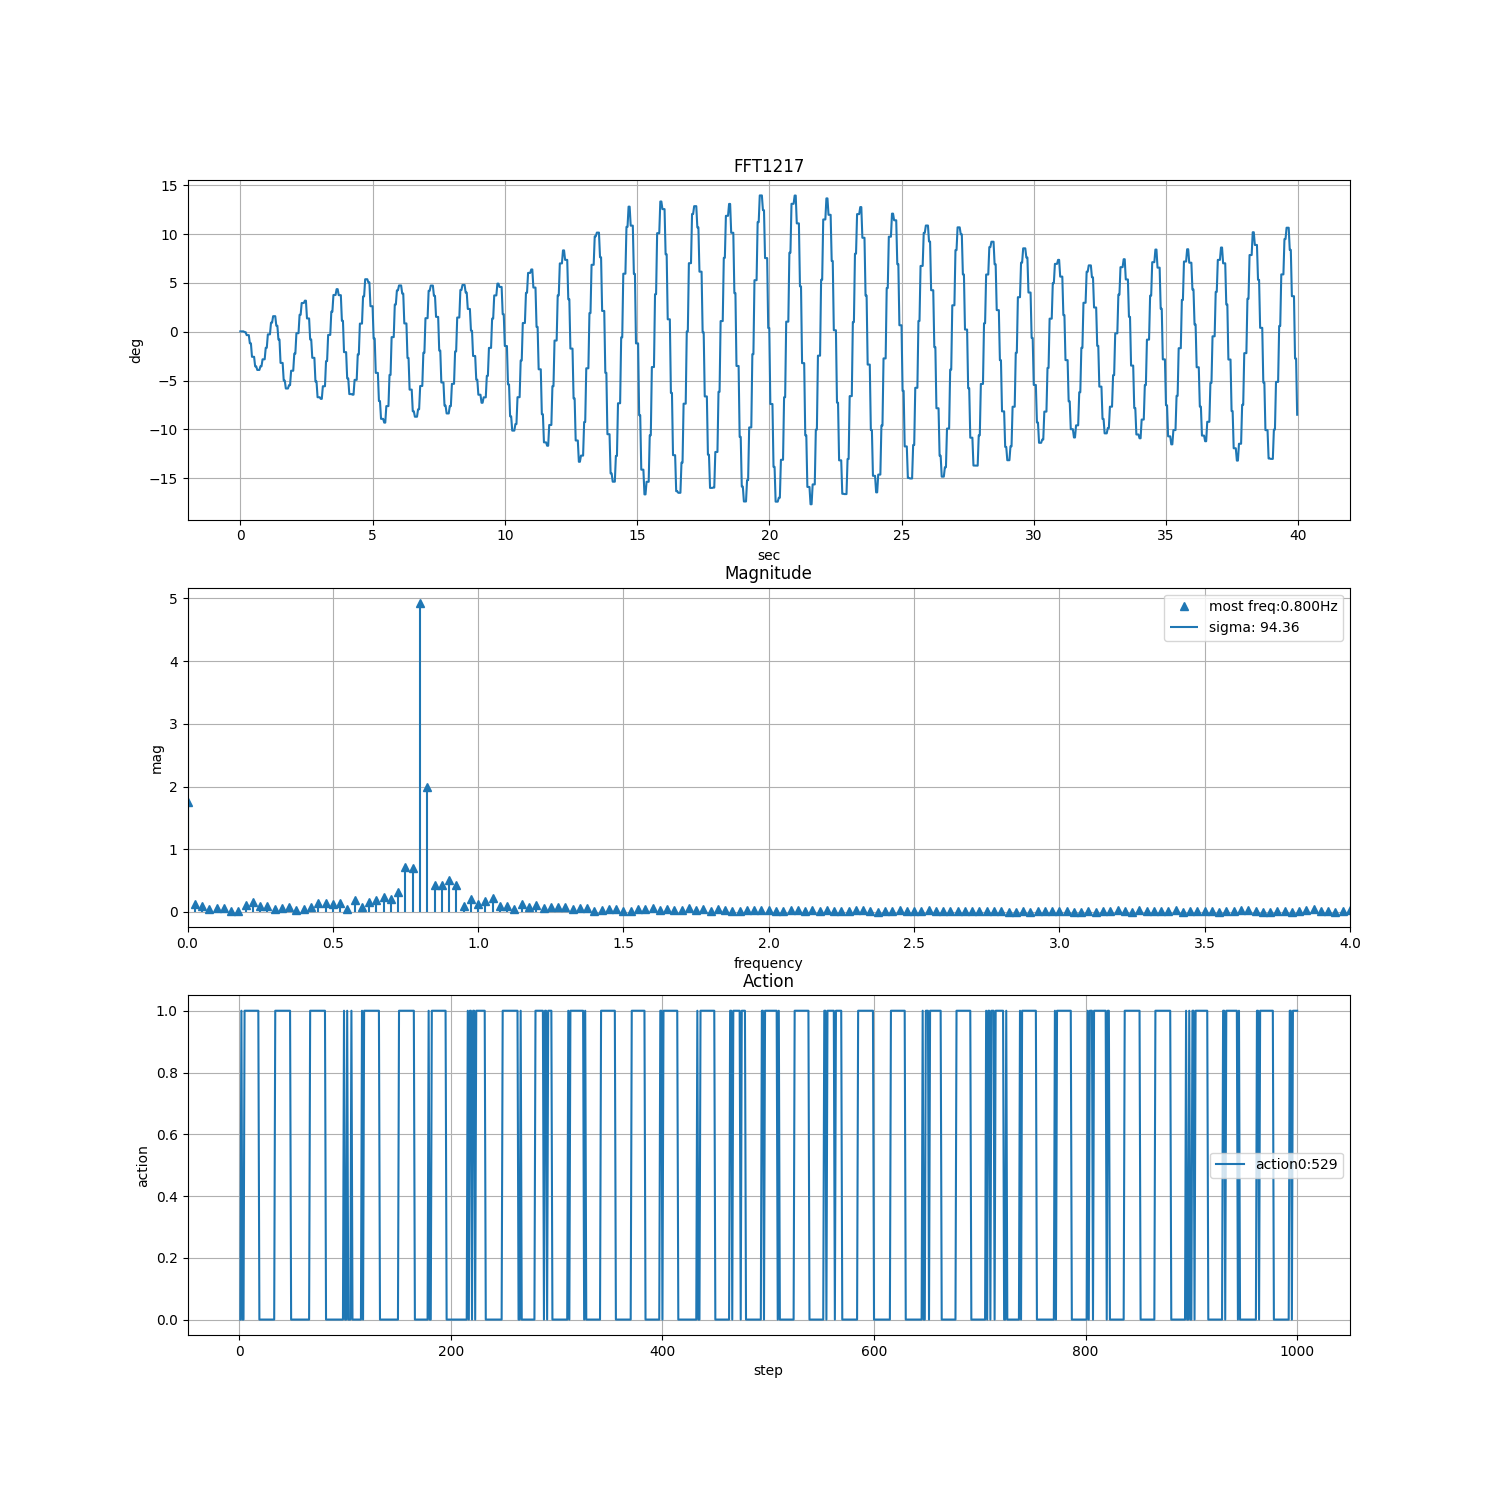 FFT1217
15
10
5
0
−5
−10
−15
deg
0 5 10 15 20 25 30 35 40
sec
Magnitude
5
4
3
2
1
0
mag
most freq:0.800Hz
sigma: 94.36
0.0 0.5 1.0 1.5 2.0 2.5 3.0 3.5 4.0
frequency
Action
1.0
0.8
0.6
0.4
0.2
0.0
action
action0:529
0 200 400 600 800 1000
step